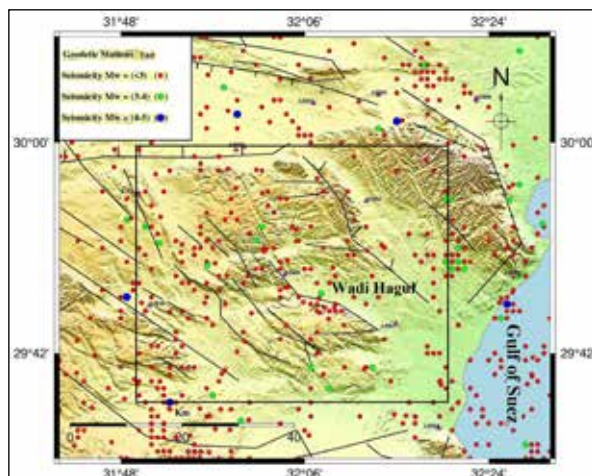 31°48' 32°06' 32°24'
Seismicity Mw = (<3)
Seismicity Mw = (3-4)
Seismicity Mw = (4-5)
N
30°00' 30°00'
Wadi Hagul
29°42' 29°42'
Gulf of Suez
Km
0 20 40
31°48' 32°06' 32°24'